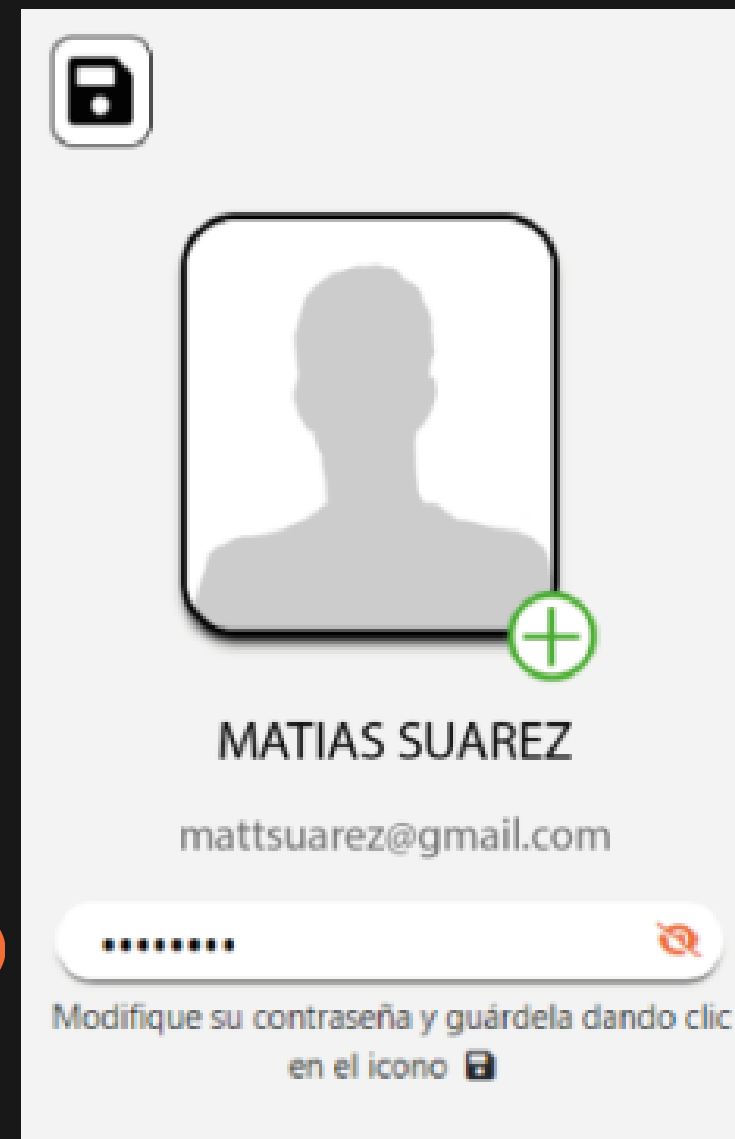 MATIAS SUAREZ
mattsuarez@gmail.com
••••••••
Modifique su contraseña y guárdela dando clic
en el icono